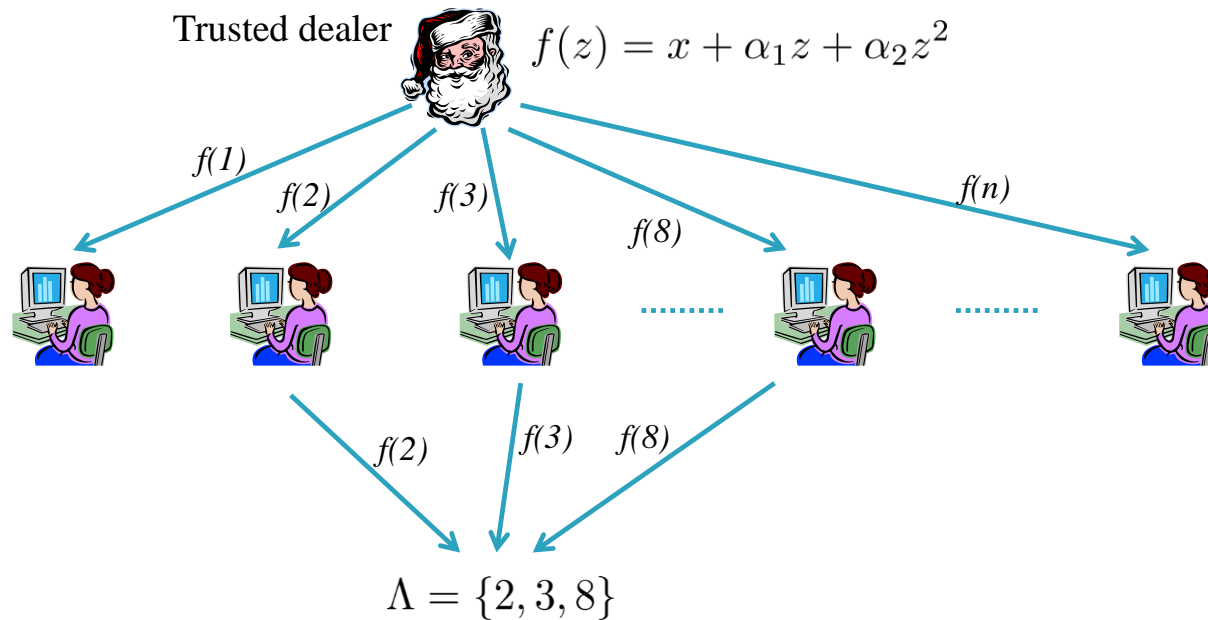 Trusted dealer
f(z) = x + α₁z + α₂z²
f(1)
f(2)
f(3)
f(8)
f(n)
f(2)
f(3)
f(8)
Λ = {2, 3, 8}